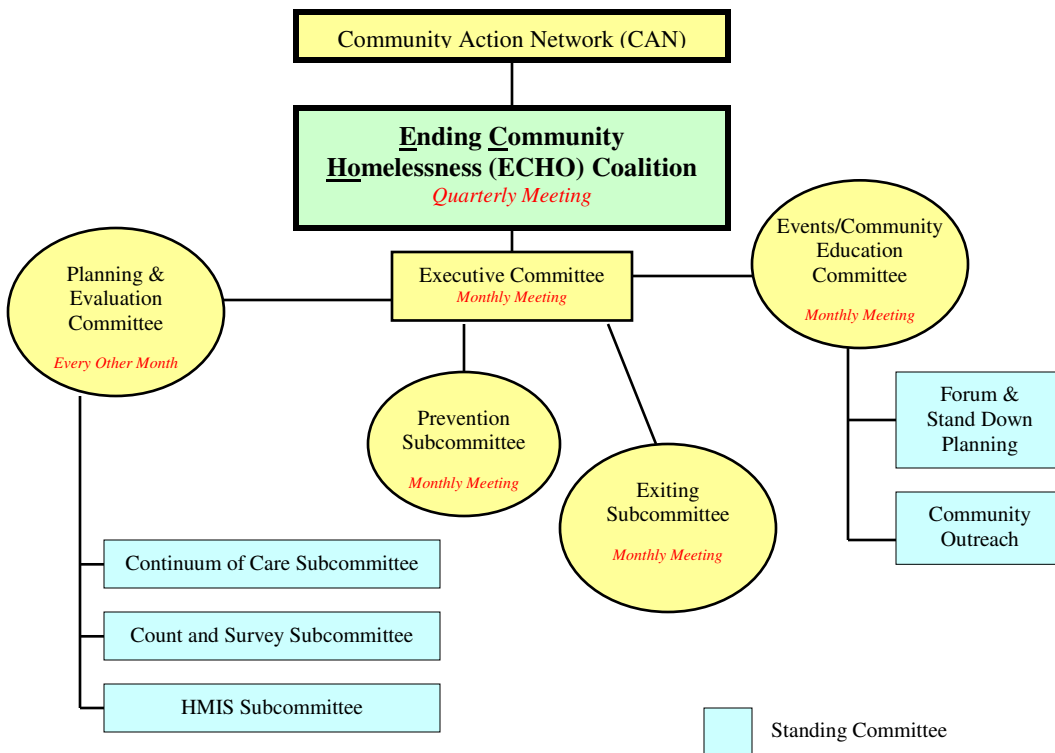 Community Action Network (CAN)
Ending Community
Homelessness (ECHO) Coalition
Quarterly Meeting
Planning &
Evaluation
Committee
Every Other Month
Executive Committee
Monthly Meeting
Events/Community
Education
Committee
Monthly Meeting
Prevention
Subcommittee
Monthly Meeting
Exiting
Subcommittee
Monthly Meeting
Forum &
Stand Down
Planning
Community
Outreach
Continuum of Care Subcommittee
Count and Survey Subcommittee
HMIS Subcommittee
Standing Committee